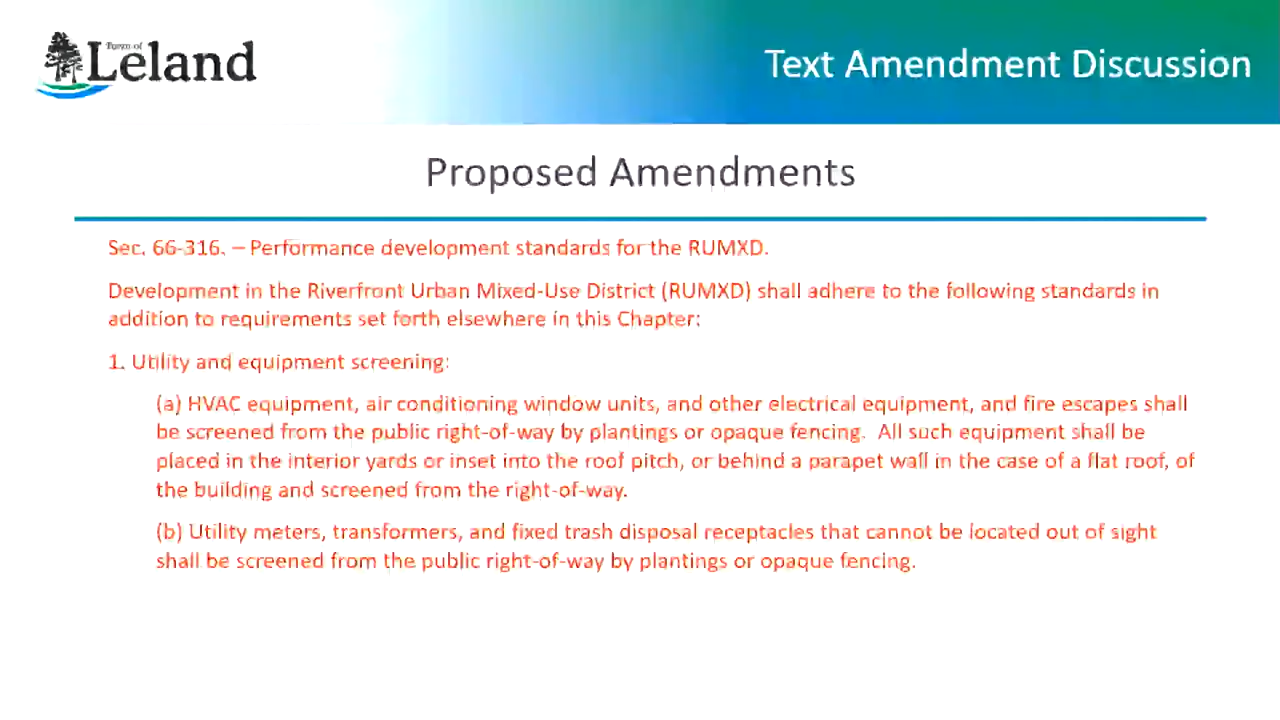 Town of
Leland
Text Amendment Discussion
Proposed Amendments
Sec. 66-316. – Performance development standards for the RUMXD.
Development in the Riverfront Urban Mixed-Use District (RUMXD) shall adhere to the following standards in
addition to requirements set forth elsewhere in this Chapter:
1. Utility and equipment screening:
(a) HVAC equipment, air conditioning window units, and other electrical equipment, and fire escapes shall
be screened from the public right-of-way by plantings or opaque fencing.  All such equipment shall be
placed in the interior yards or inset into the roof pitch, or behind a parapet wall in the case of a flat roof, of
the building and screened from the right-of-way.
(b) Utility meters, transformers, and fixed trash disposal receptacles that cannot be located out of sight
shall be screened from the public right-of-way by plantings or opaque fencing.